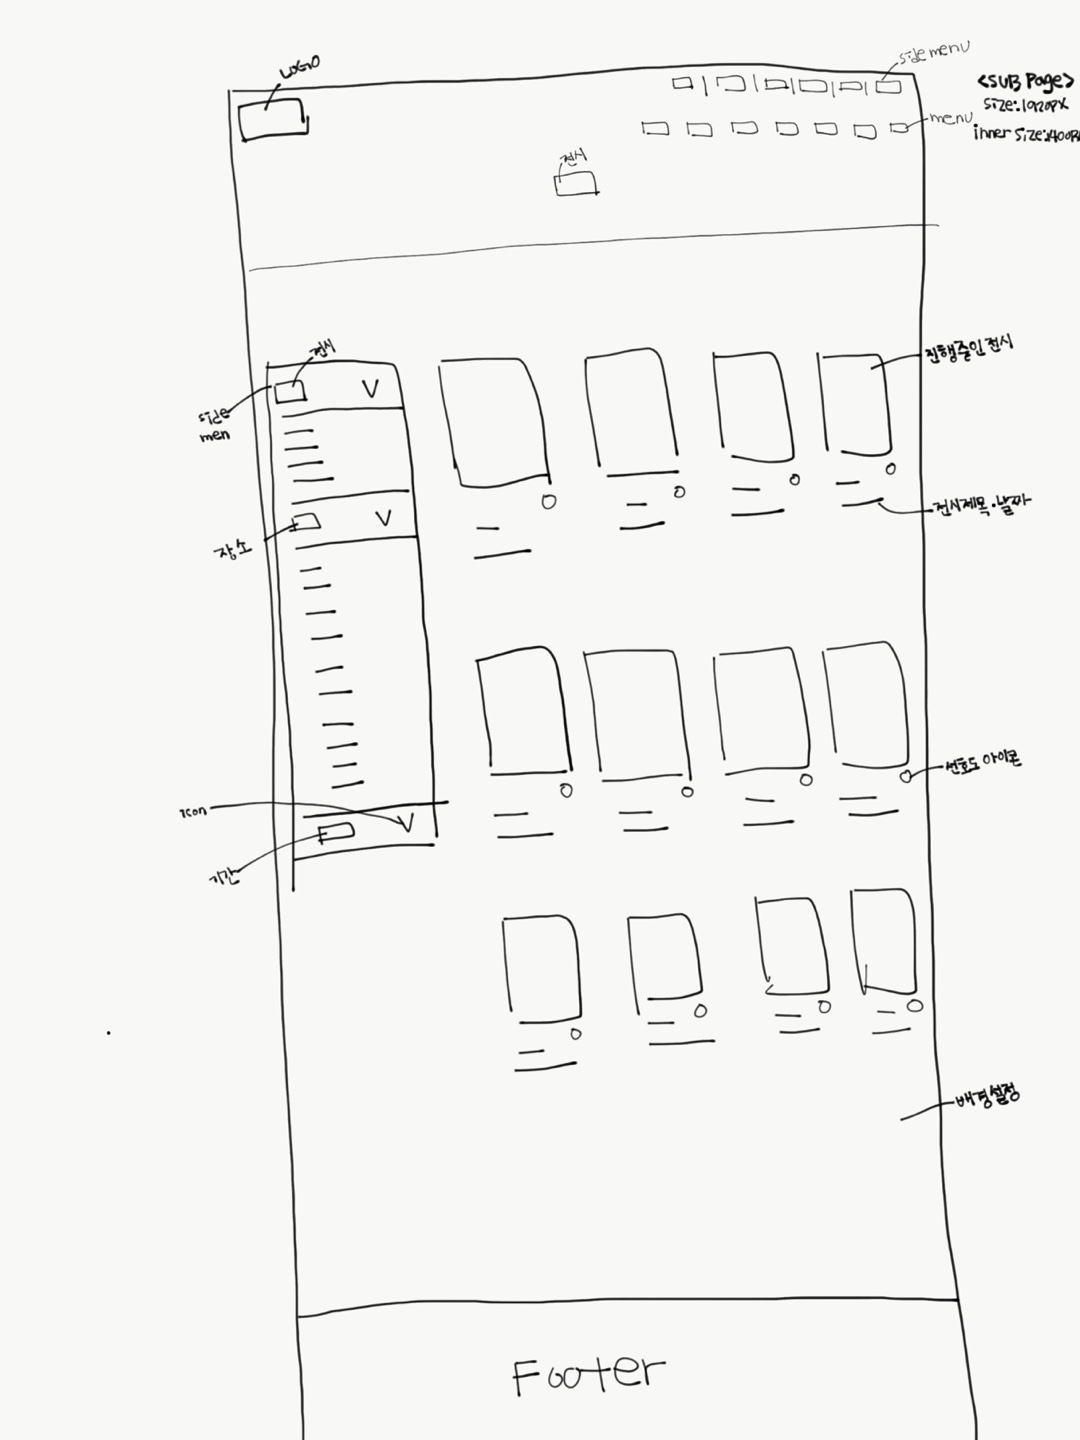 LOGO
side menu
<SUB Page>
size:1920PX
menu
inner size:1400PX
전시
전시
진행중인 전시
side
men
전시제목·날짜
장소
선호도 아이콘
Icon
기간
배경설정
Footer